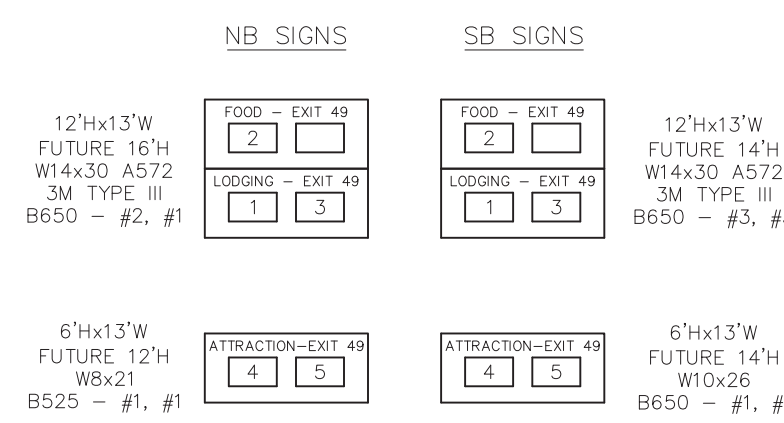 NB SIGNS
SB SIGNS
12'Hx13'W
FUTURE 16'H
W14x30 A572
3M TYPE III
B650 - #2, #1
FOOD - EXIT 49
2
LODGING - EXIT 49
1 3
FOOD - EXIT 49
2
LODGING - EXIT 49
1 3
12'Hx13'W
FUTURE 14'H
W14x30 A572
3M TYPE III
B650 - #3,
6'Hx13'W
FUTURE 12'H
W8x21
B525 - #1, #1
ATTRACTION-EXIT 49
4 5
ATTRACTION-EXIT 49
4 5
6'Hx13'W
FUTURE 14'H
W10x26
B650 - #1,